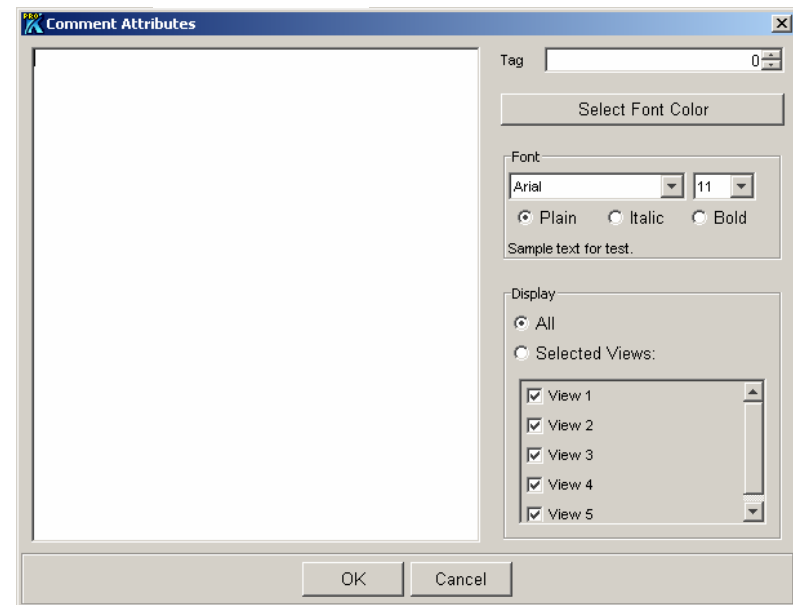 PRO
Comment Attributes
Tag 0
Select Font Color
Font
Arial 11
Plain Italic Bold
Sample text for test.
Display
All
Selected Views:
View 1
View 2
View 3
View 4
View 5
OK Cancel